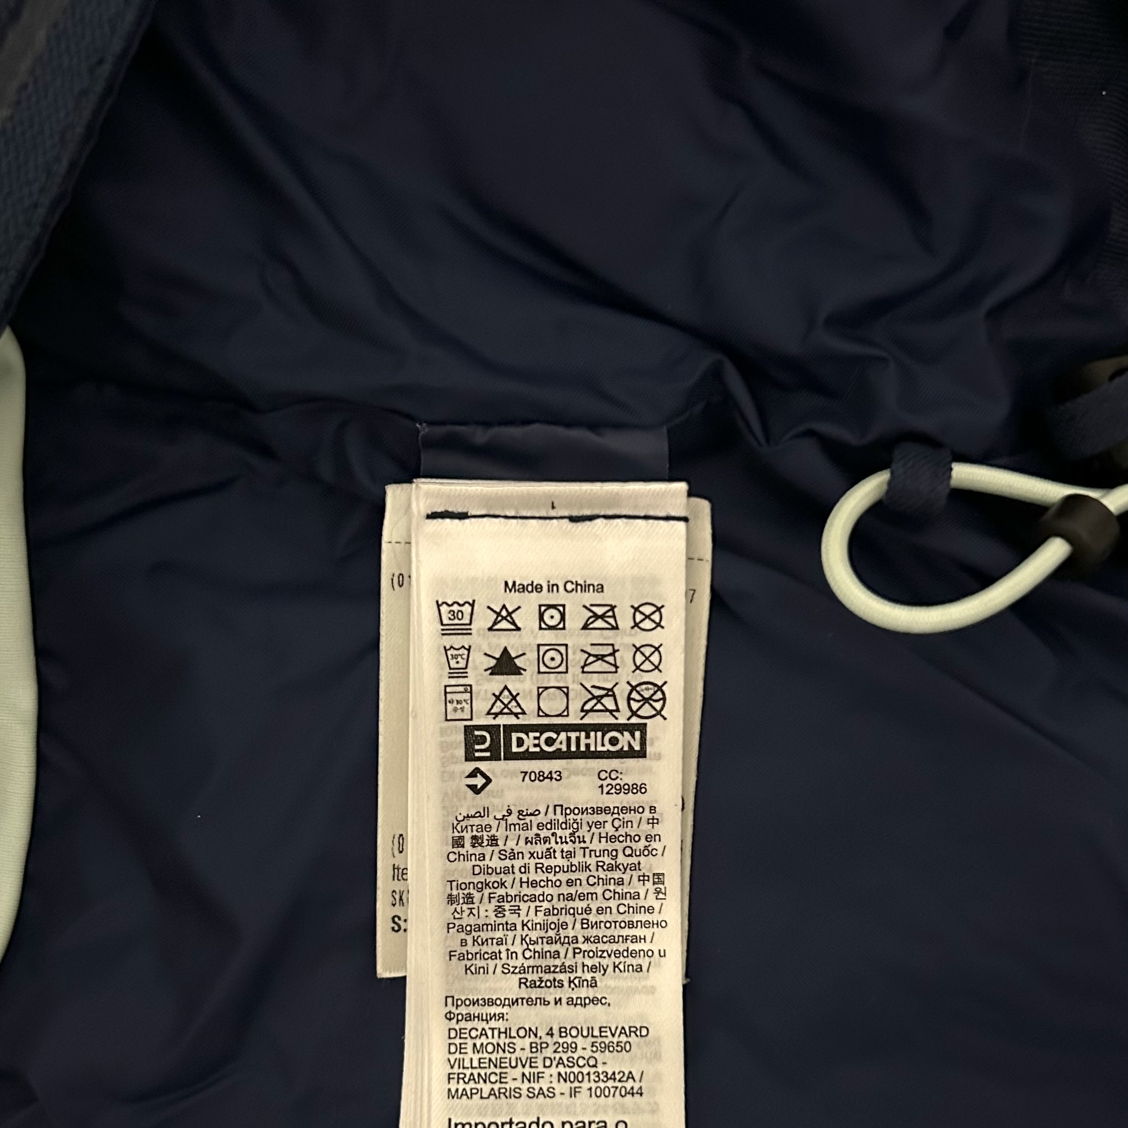 Made in China
30
30℃
DECATHLON
70843 CC:
129986
صنع في الصين / Произведено в
Китае / İmal edildiği yer Çin / 中
國 製造 / / ผลิตในจีน / Hecho en
China / Sản xuất tại Trung Quốc /
Dibuat di Republik Rakyat
Tiongkok / Hecho en China / 中国
制造 / Fabricado na/em China / 원
산지 : 중국 / Fabriqué en Chine /
Pagaminta Kinijoje / Виготовлено
в Китаї / Қытайда жасалған /
Fabricat în China / Proizvedeno u
Kini / Származási hely Kína /
Ražots Ķīnā
Производитель и адрес,
Франция:
DECATHLON, 4 BOULEVARD
DE MONS - BP 299 - 59650
VILLENEUVE D'ASCQ -
FRANCE - NIF : N0013342A /
MAPLARIS SAS - IF 1007044
Importado para o
7
S: